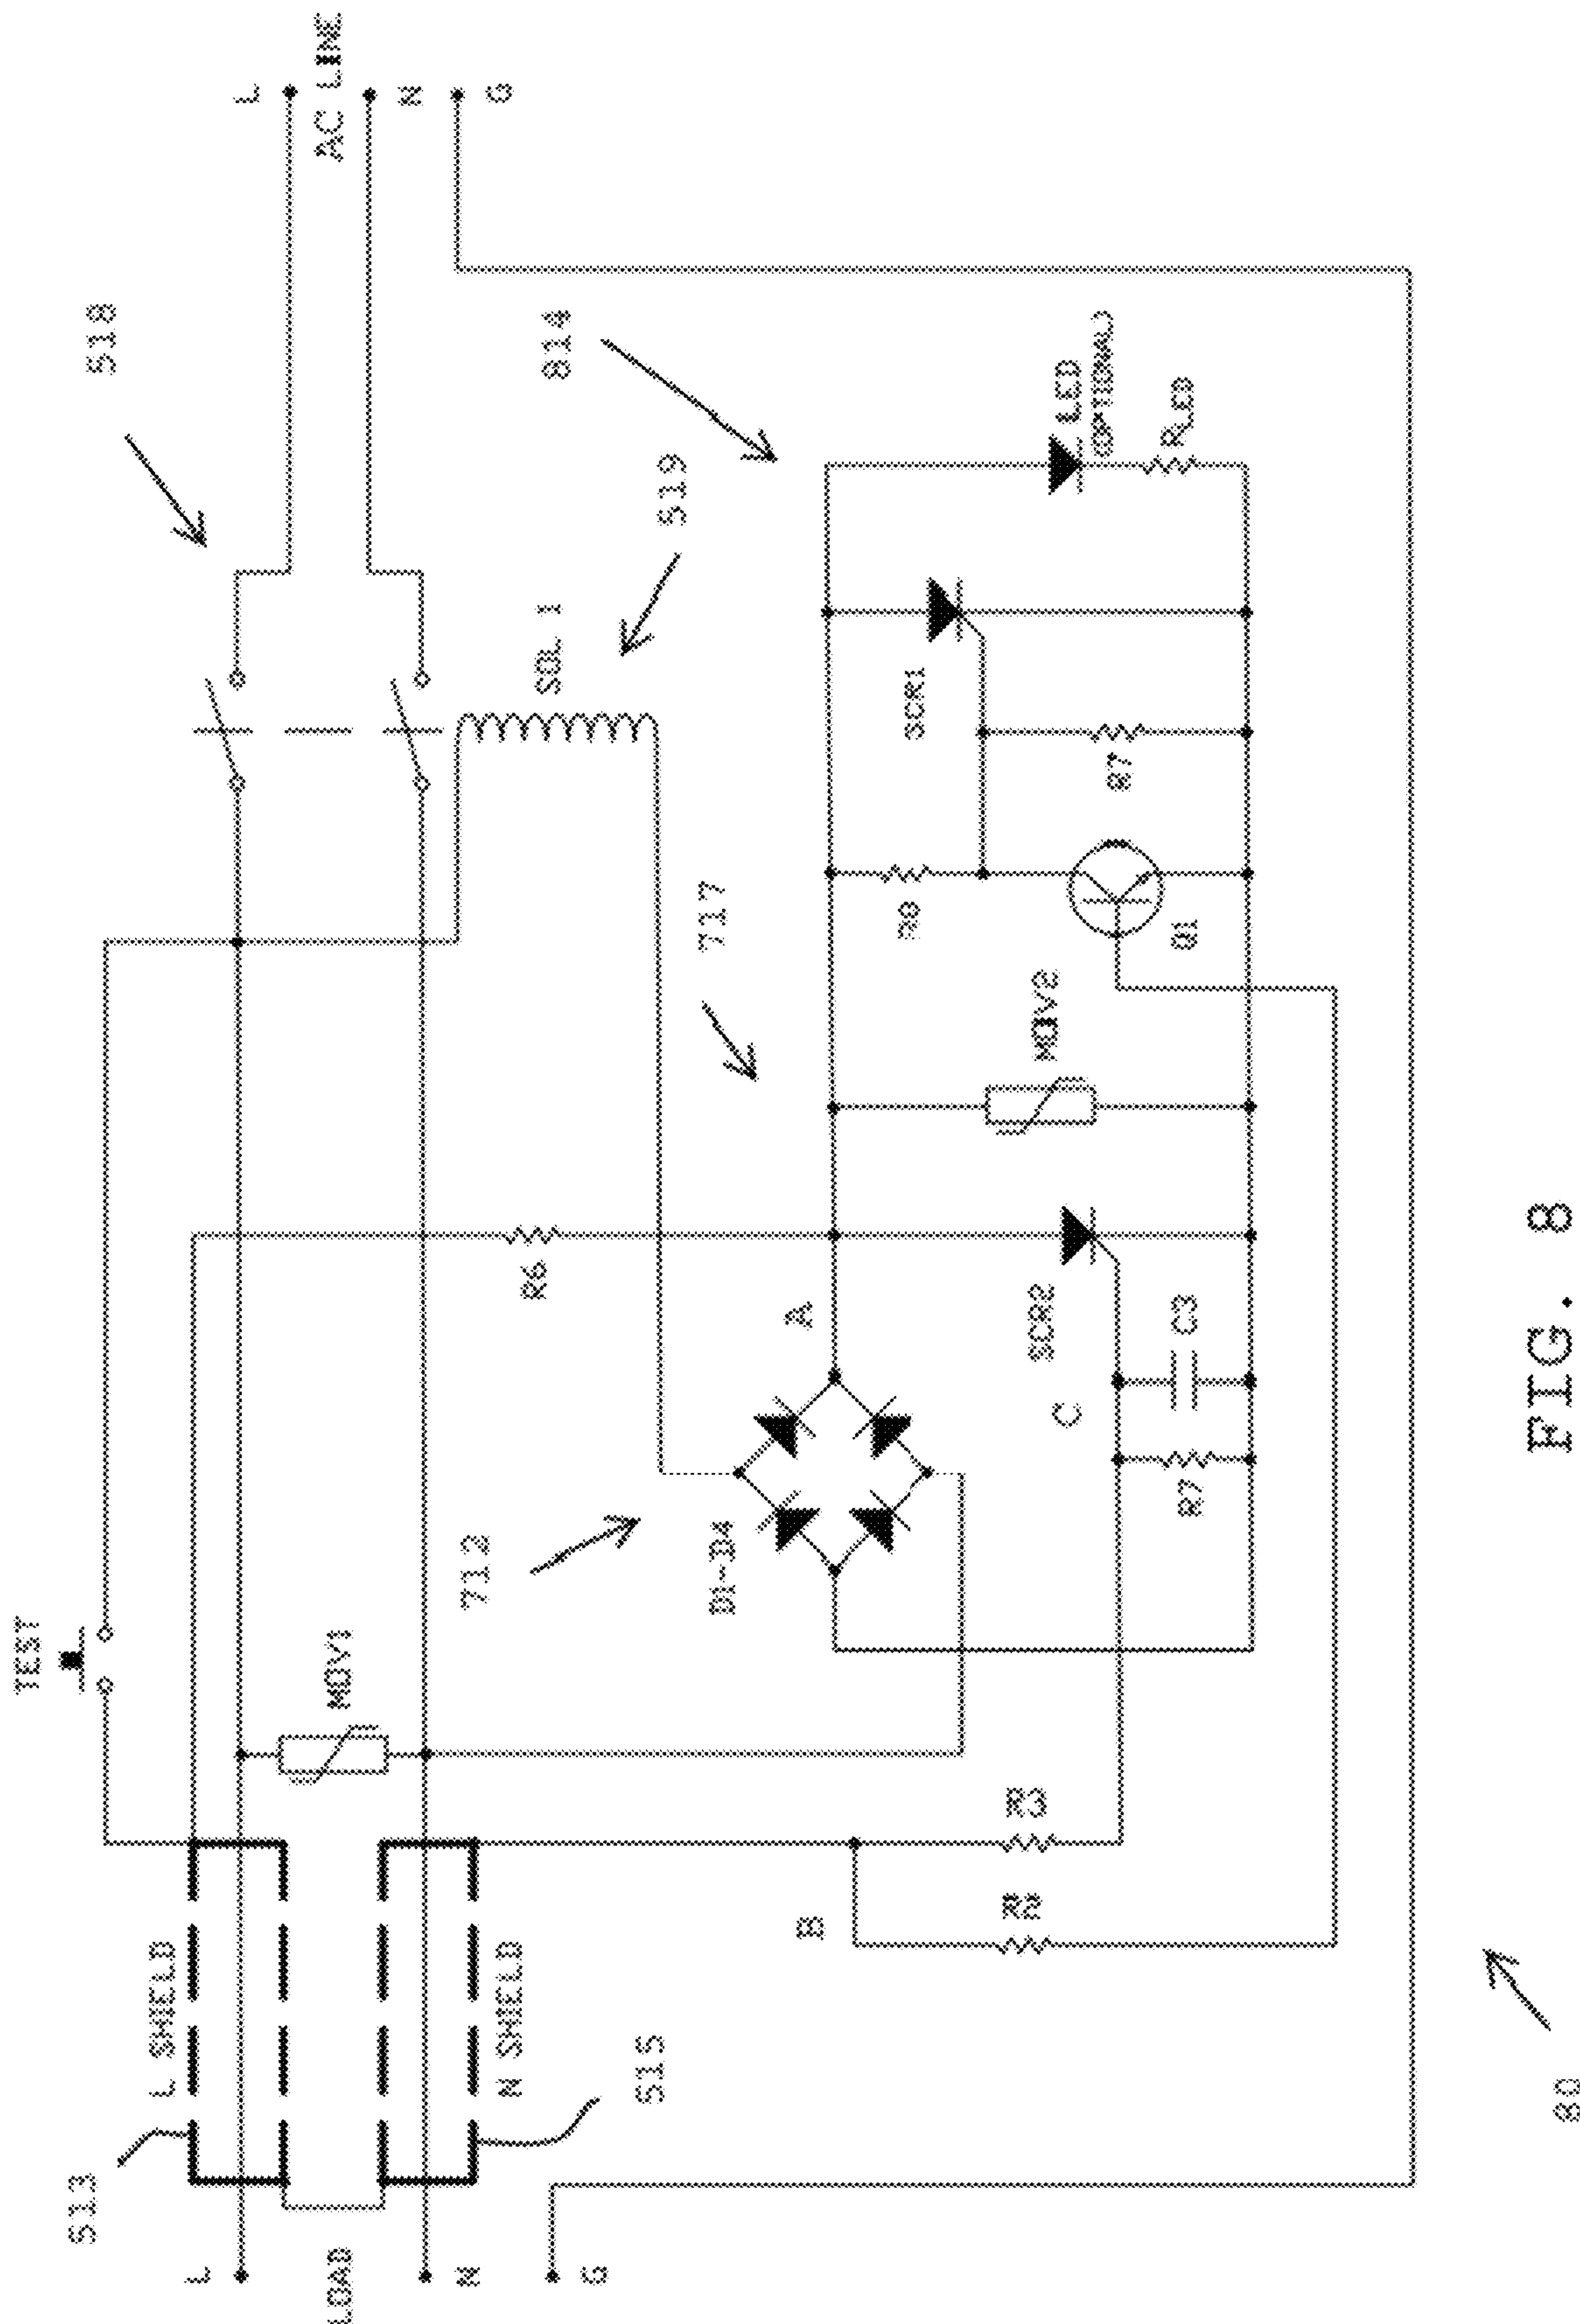 TEST
518
L
AC LINE
N
G
513
L SHIELD
MOV1
N SHIELD
515
LOAD
L
N
G
SOL 1
519
814
717
712
D1~D4
R6
A
B
C
R2
R3
R7
C3
SCR2
MOV2
R8
Q1
R7
SCR1
LED
(OPTIONAL)
RLED
80
FIG. 8